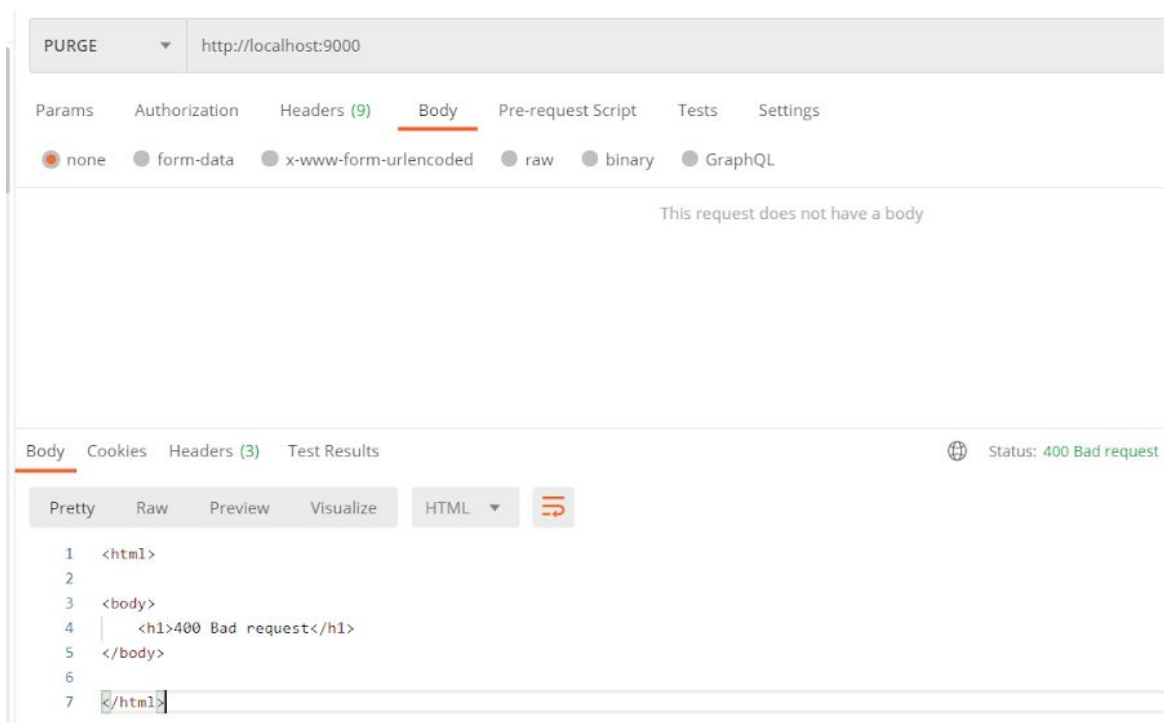 PURGE http://localhost:9000
Params Authorization Headers (9) Body Pre-request Script Tests Settings
none form-data x-www-form-urlencoded raw binary GraphQL
This request does not have a body
Body Cookies Headers (3) Test Results Status: 400 Bad request
Pretty Raw Preview Visualize HTML
1 <html>
2
3 <body>
4 <h1>400 Bad request</h1>
5 </body>
6
7 </html>